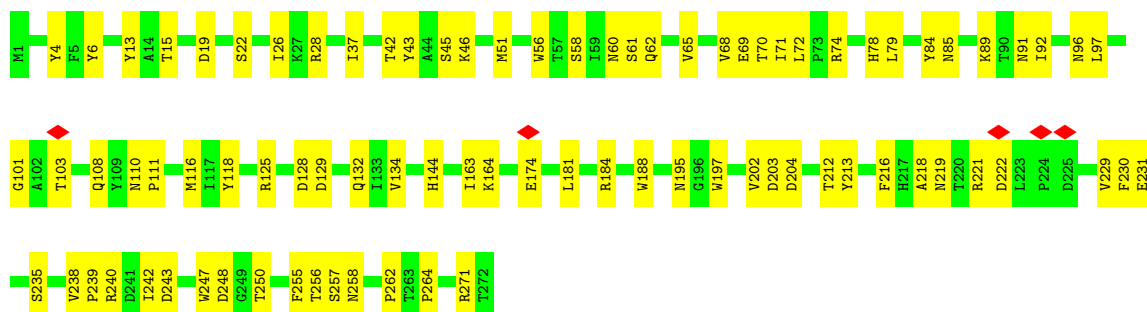 M1 Y4 F5 Y6 Y13 A14 T15 D19 S22 I26 K27 R28 I37 T42 Y43 A44 S45 K46 M51 W56 T57 S58 I59 N60 S61 Q62 V65 V68 E69 T70 I71 L72 P73 R74 H78 L79 Y84 N85 K89 T90 N91 I92 N96 L97
G101 A102 T103 Q108 Y109 N110 P111 M116 I117 Y118 R125 D128 D129 Q132 I133 V134 H144 I163 K164 E174 L181 R184 W188 N195 G196 W197 V202 D203 D204 T212 Y213 F216 H217 A218 N219 T220 R221 D222 L223 P224 D225 V229 F230 E231
S235 V238 P239 R240 D241 I242 D243 W247 D248 G249 T250 F255 T256 S257 N258 P262 T263 P264 R271 T272